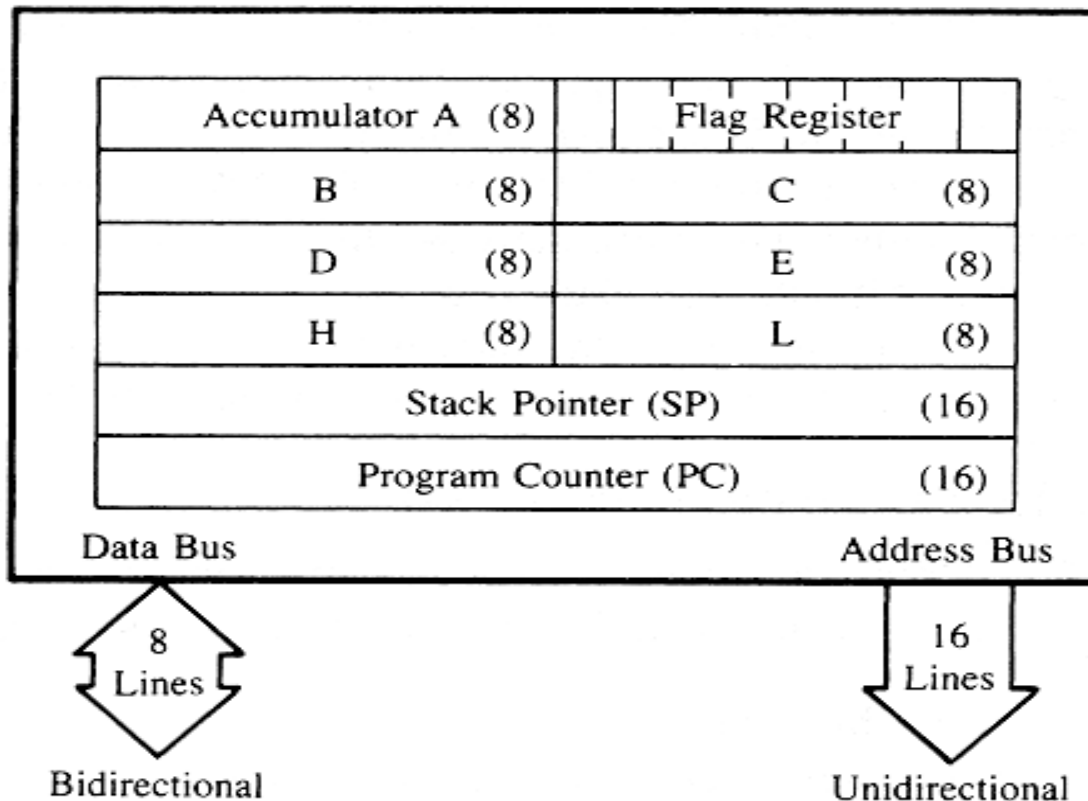 Accumulator A (8) Flag Register
B (8) C (8)
D (8) E (8)
H (8) L (8)
Stack Pointer (SP) (16)
Program Counter (PC) (16)
Data Bus Address Bus
8 16
Lines Lines
Bidirectional Unidirectional